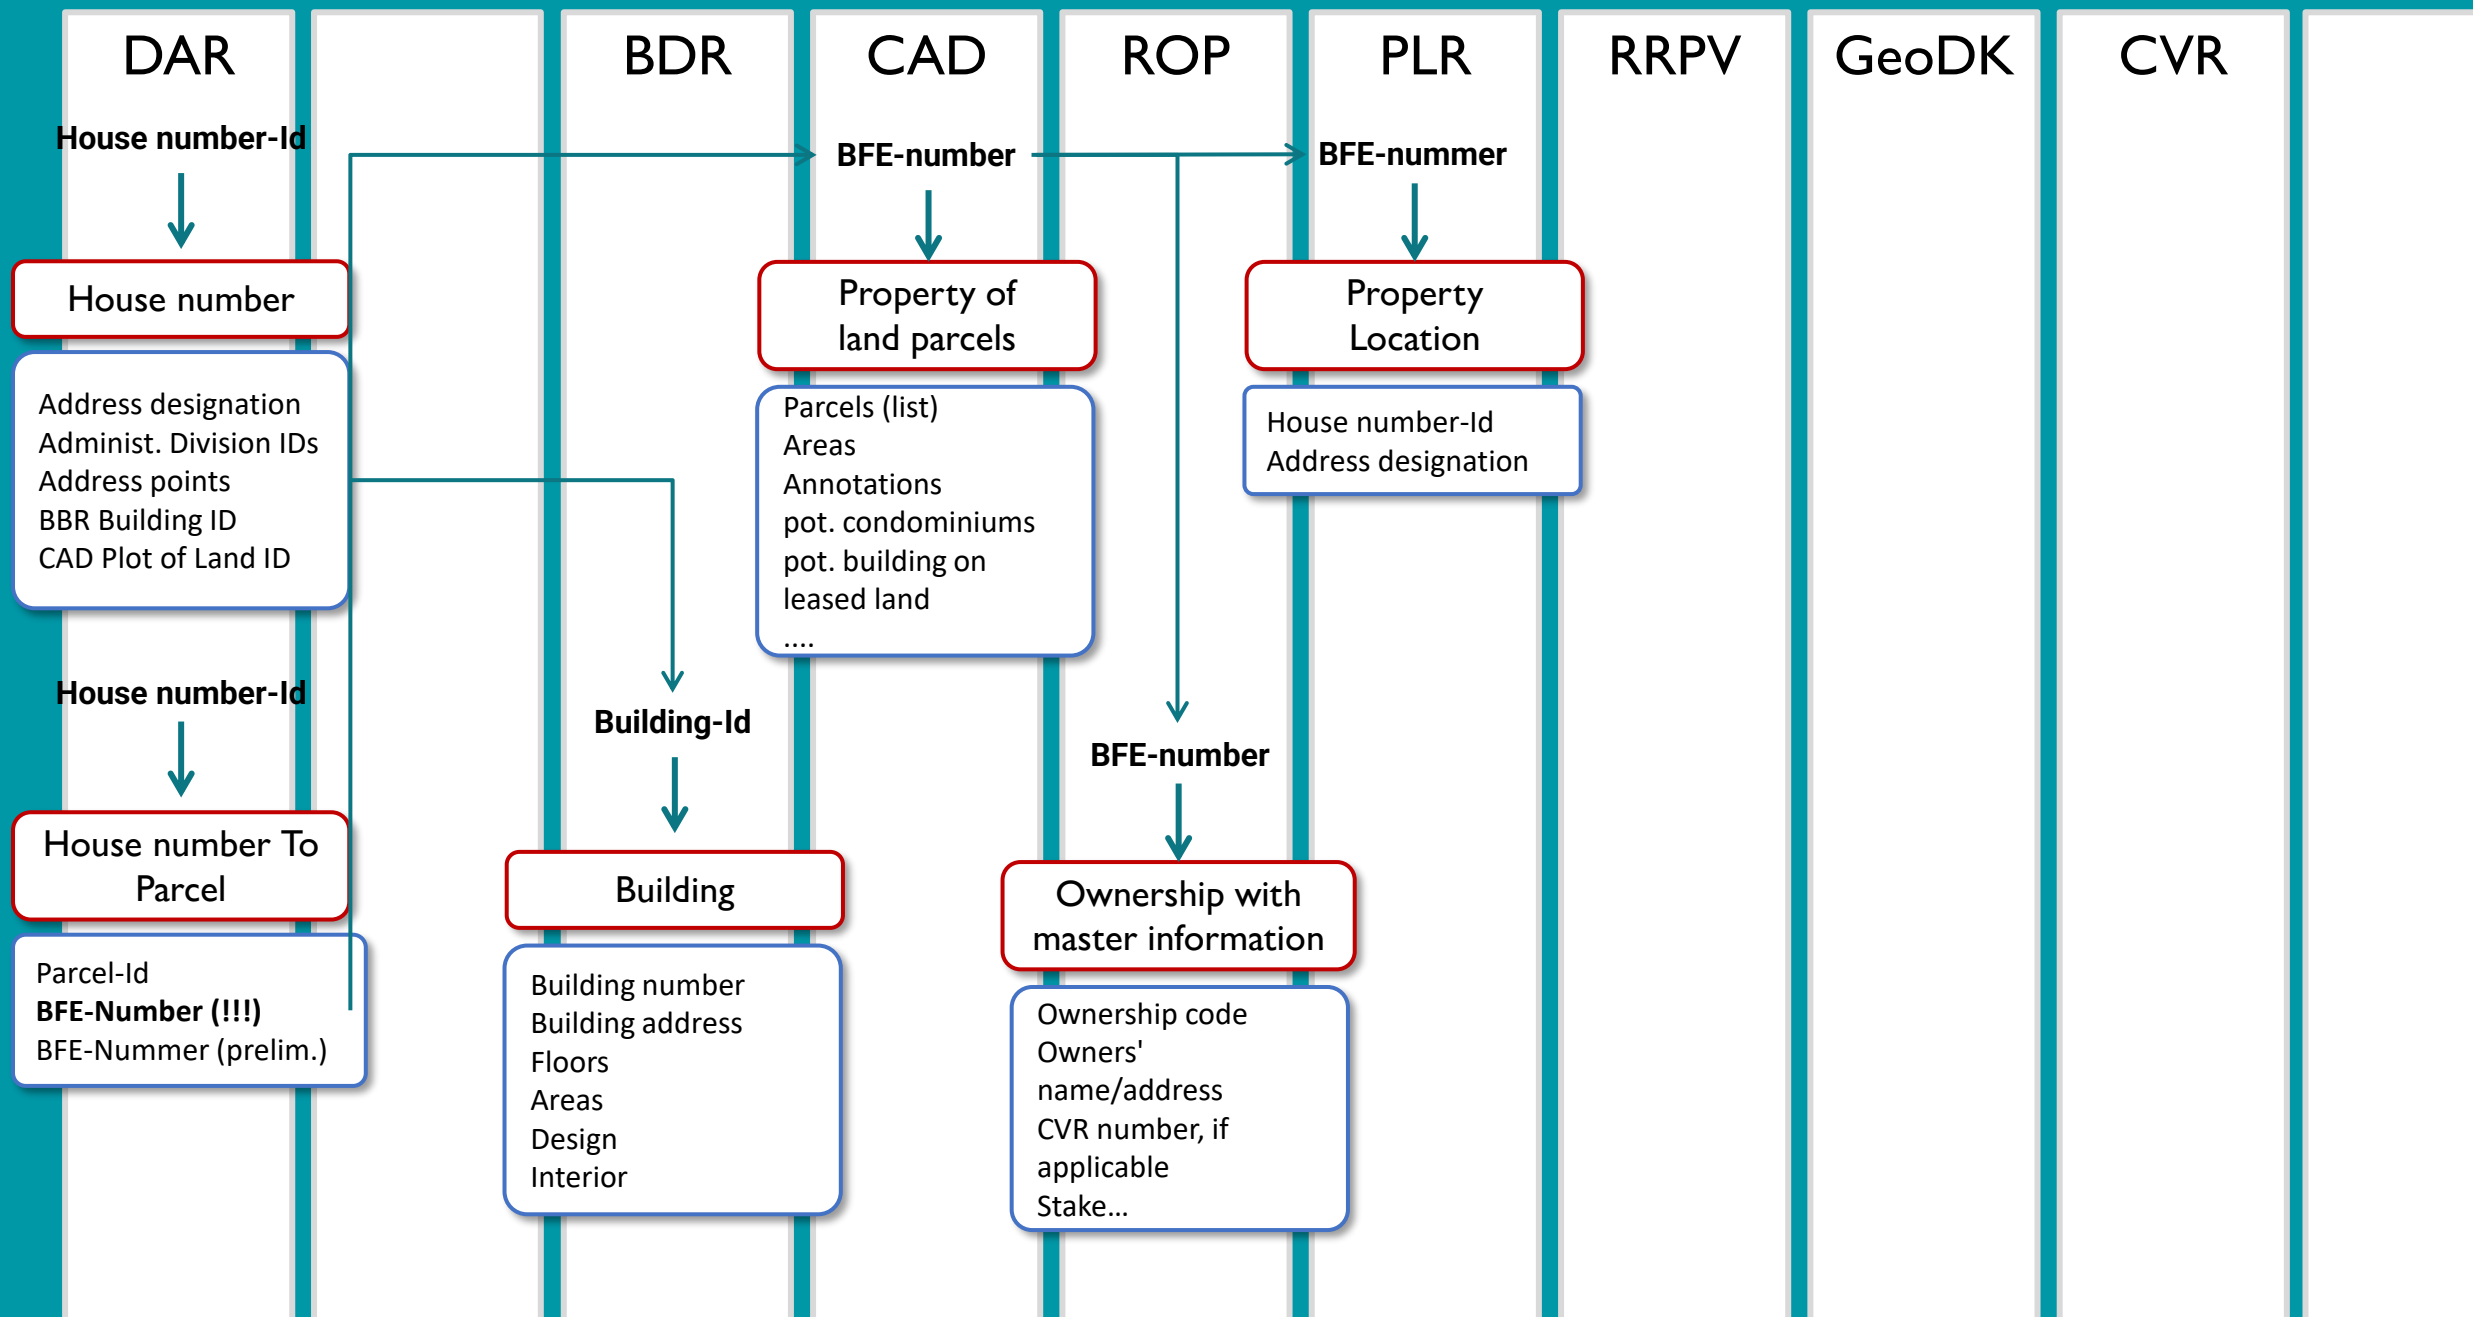 DAR
BDR
CAD
ROP
PLR
RRPV
GeoDK
CVR
House number-Id
House number
Address designation
Administ. Division IDs
Address points
BBR Building ID
CAD Plot of Land ID
House number-Id
House number To
Parcel
Parcel-Id
BFE-Number (!!!)
BFE-Nummer (prelim.)
Building-Id
Building
Building number
Building address
Floors
Areas
Design
Interior
BFE-number
Property of
land parcels
Parcels (list)
Areas
Annotations
pot. condominiums
pot. building on
leased land
....
BFE-number
Ownership with
master information
Ownership code
Owners'
name/address
CVR number, if
applicable
Stake...
BFE-nummer
Property
Location
House number-Id
Address designation